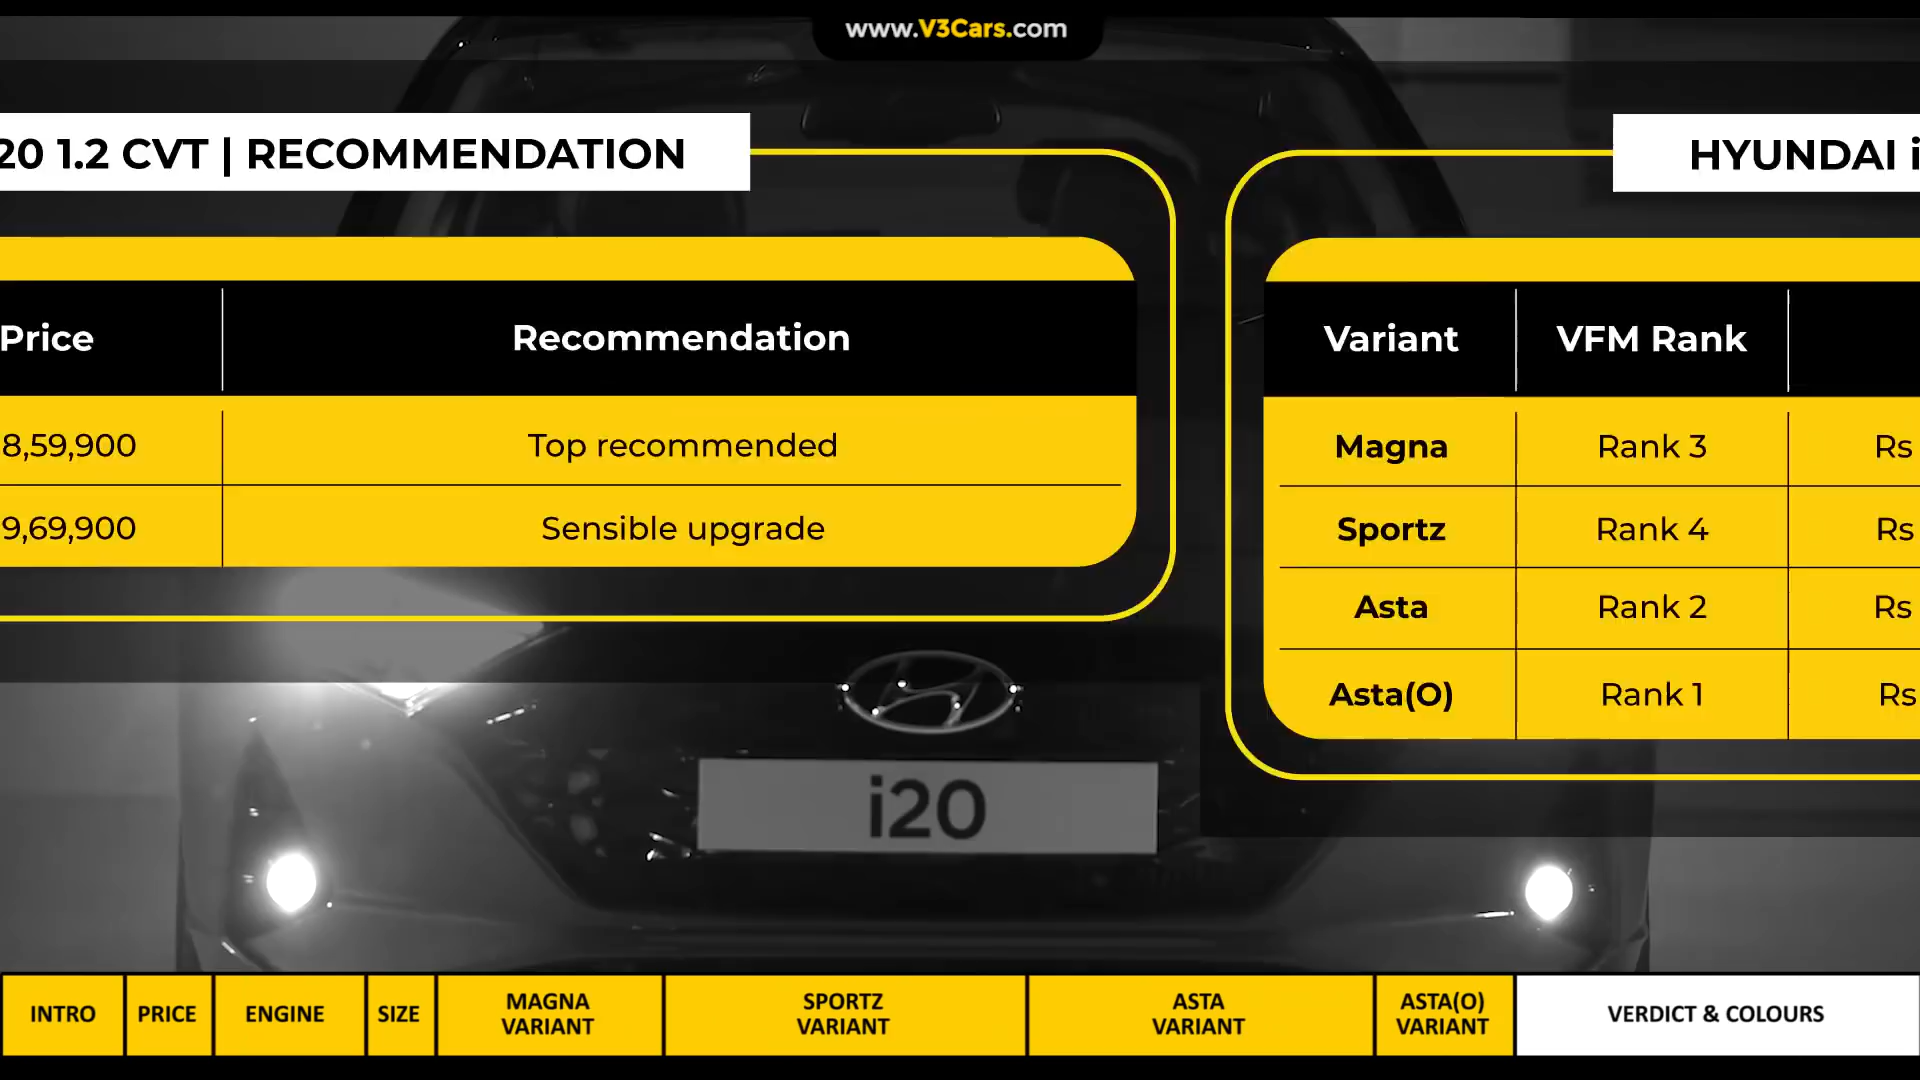 www.V3Cars.com
20 1.2 CVT | RECOMMENDATION
Price
Recommendation
8,59,900
Top recommended
9,69,900
Sensible upgrade
HYUNDAI i
Variant
VFM Rank
Magna
Rank 3
Rs
Sportz
Rank 4
Rs
Asta
Rank 2
Rs
Asta(O)
Rank 1
Rs
i20
INTRO
PRICE
ENGINE
SIZE
MAGNA
VARIANT
SPORTZ
VARIANT
ASTA
VARIANT
ASTA(O)
VARIANT
VERDICT & COLOURS